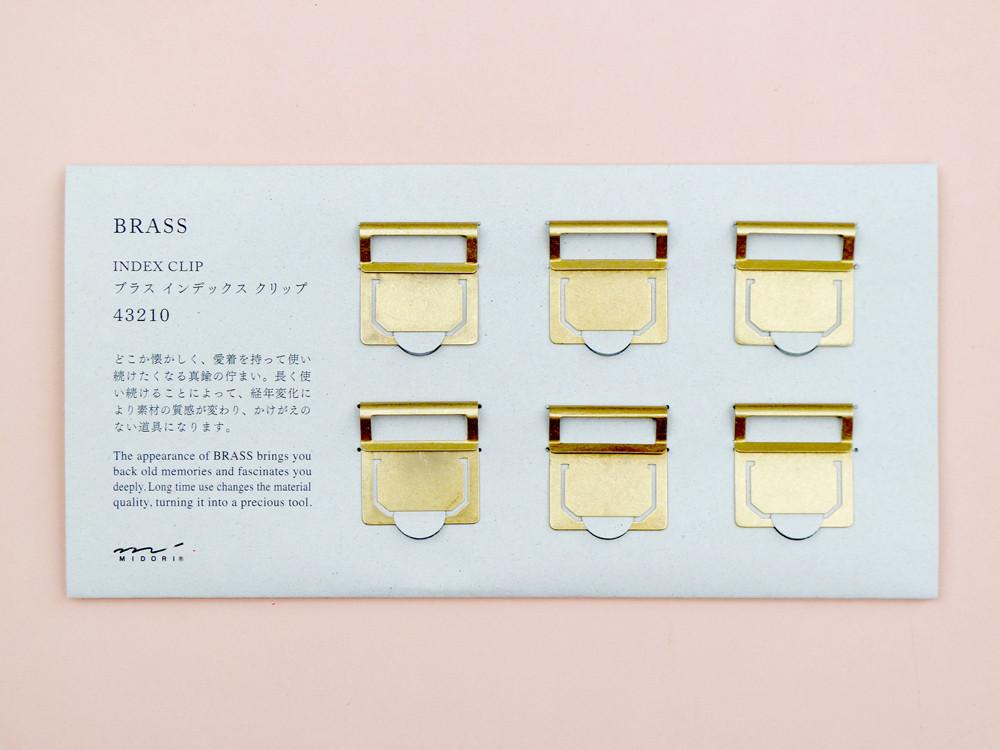 BRASS
INDEX CLIP
ブラス インデックス クリップ
43210
どこか懐かしく、愛着を持って使い
続けたくなる真鍮の佇まい。長く使
い続けることによって、経年変化に
より素材の質感が変わり、かけがえの
ない道具になります。
The appearance of BRASS brings you
back old memories and fascinates you
deeply. Long time use changes the material
quality, turning it into a precious tool.
MIDORI®